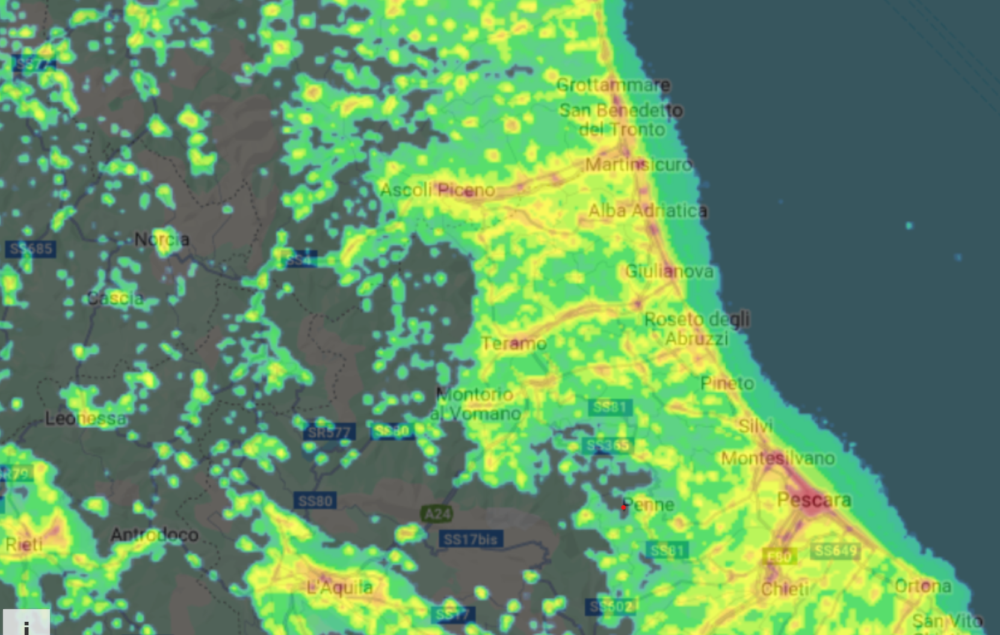 SS77
Grottammare
San Benedetto
del Tronto
Martinsicuro
Ascoli Piceno
Alba Adriatica
Norcia
SS685
SS4
Giulianova
Cascia
Roseto degli
Abruzzi
Teramo
Pineto
Montorio
al Vomano
SS81
Leonessa
Silvi
SR577
SS80
SS365
Montesilvano
R79
SS80
Pescara
Penne
A24
Antrodoco
SS17bis
Rieti
SS81
E80
SS649
L'Aquila
Chieti
Ortona
SS602
SS17
San Vito
i